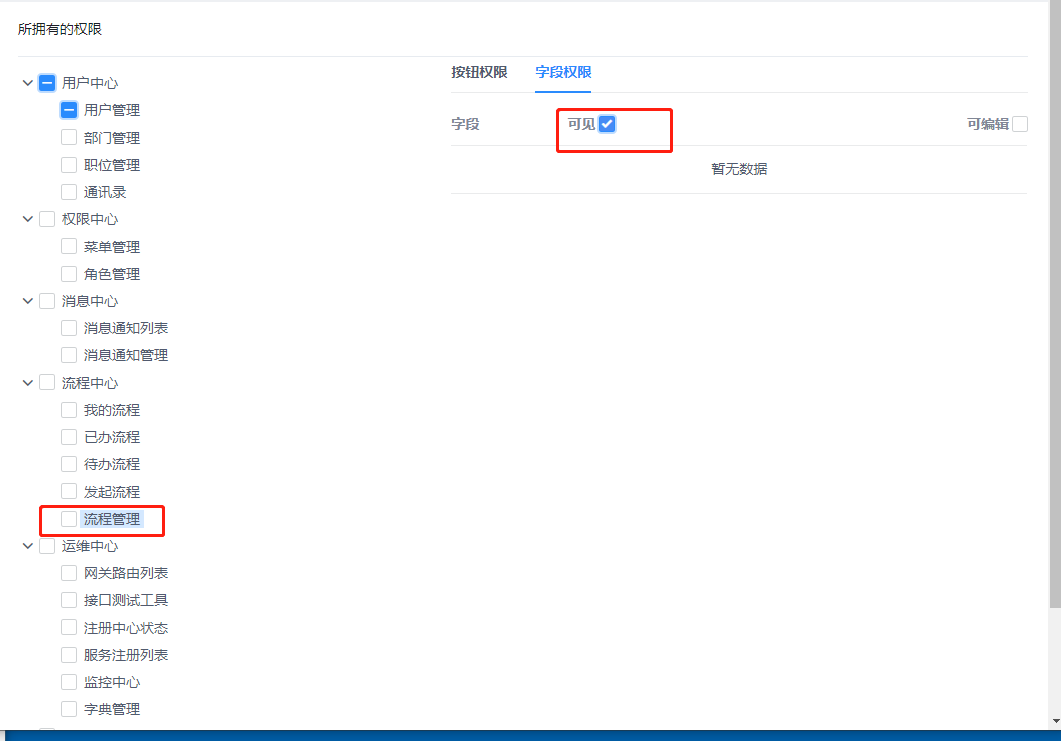 所拥有的权限
用户中心
用户管理
部门管理
职位管理
通讯录
权限中心
菜单管理
角色管理
消息中心
消息通知列表
消息通知管理
流程中心
我的流程
已办流程
待办流程
发起流程
流程管理
运维中心
网关路由列表
接口测试工具
注册中心状态
服务注册列表
监控中心
字典管理
按钮权限 字段权限
字段 可见 可编辑
暂无数据